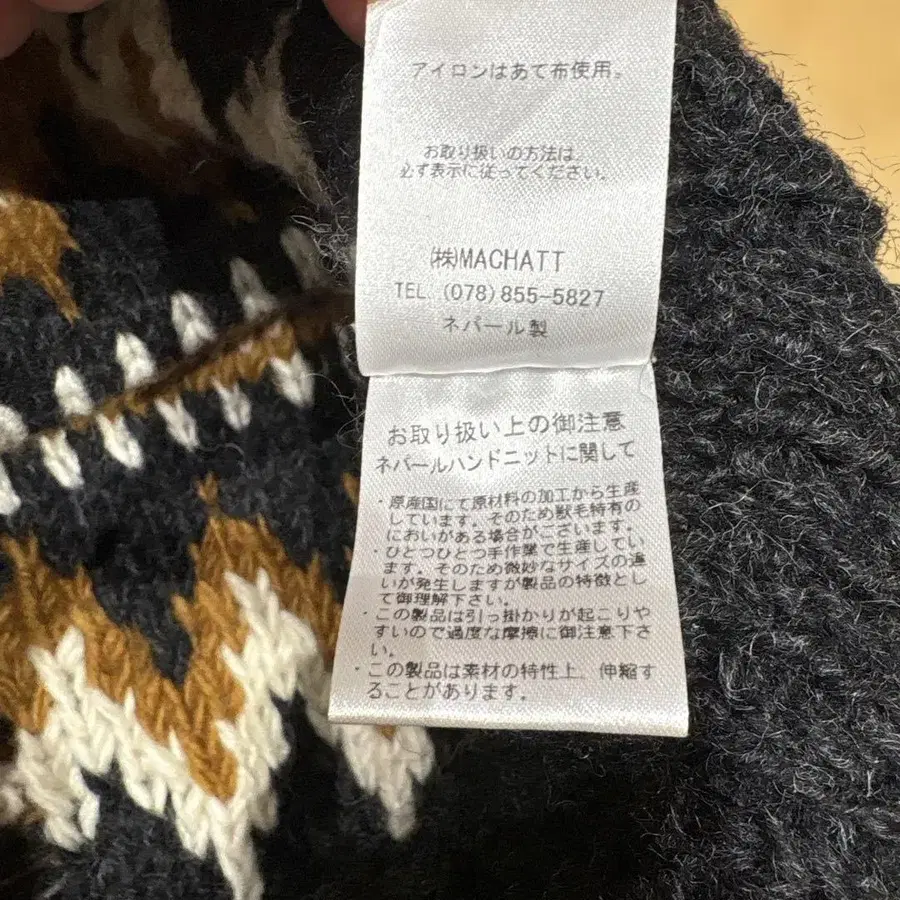 アイロンはあて布使用。
お取り扱いの方法は、
必ず表示に従ってください。
㈱MACHATT
TEL.(078)855-5827
ネパール製
お取り扱い上の御注意
ネパールハンドニットに関して
・原産国にて原材料の加工から生産
しています。そのため獣毛特有の
においがある場合がございます。
・ひとつひとつ手作業で生産してい
ます。そのため微妙なサイズの違
いが発生しますが製品の特徴とし
て御理解下さい。
・この製品は引っ掛かりが起こりや
すいので過度な摩擦に御注意下さ
い。
・この製品は素材の特性上、伸縮す
ることがあります。